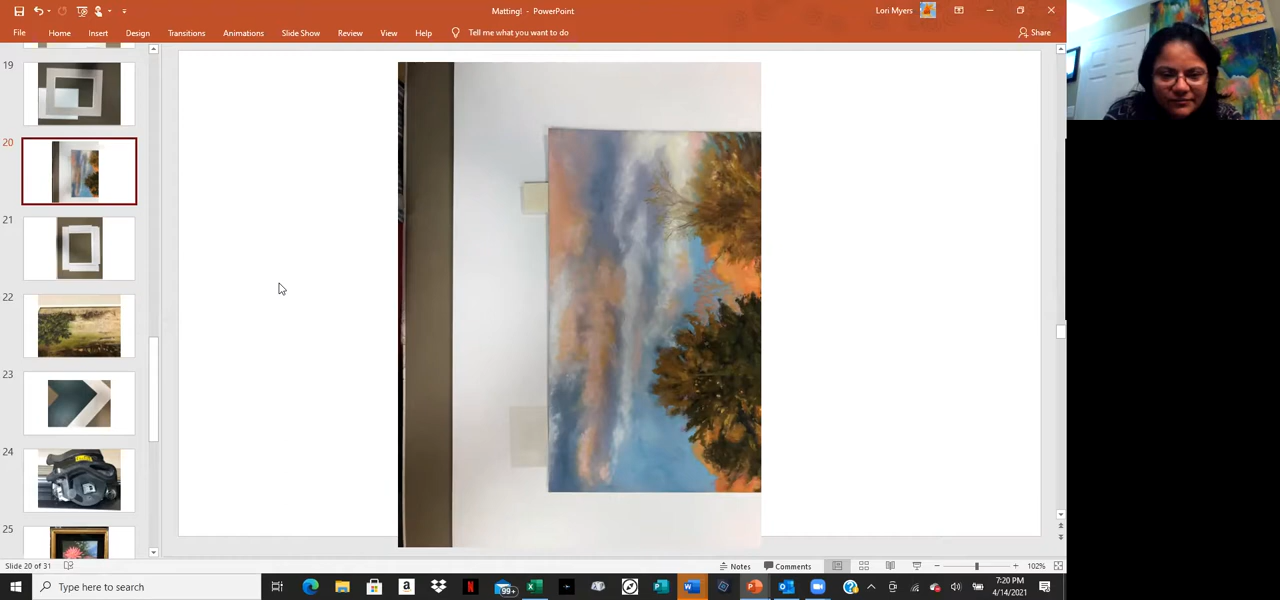 Matting! - PowerPoint
Lori Myers
File Home Insert Design Transitions Animations Slide Show Review View Help Tell me what you want to do Share
19
20
21
22
23
24
25
Slide 20 of 31 Notes Comments 102%
Type here to search 99+ 7:20 PM
4/14/2021